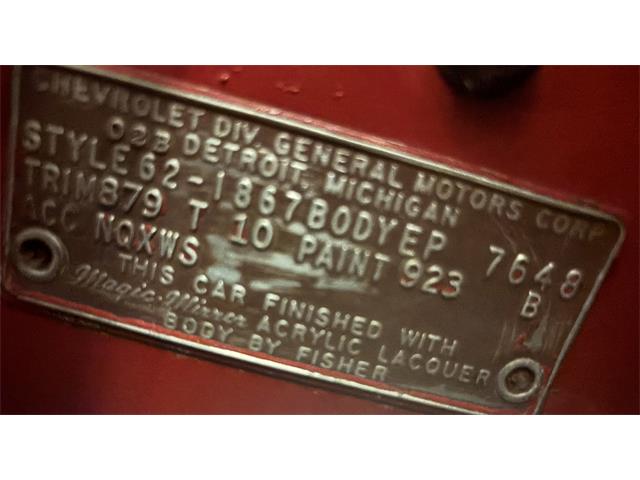 CHEVROLET DIV. GENERAL MOTORS CORP
02B DETROIT, MICHIGAN
STYLE 62-1867 BODY EP 7648
TRIM 879 T 10 PAINT 923 B
ACC NQXWS
THIS CAR FINISHED WITH
Magic-Mirror ACRYLIC LACQUER
BODY BY FISHER